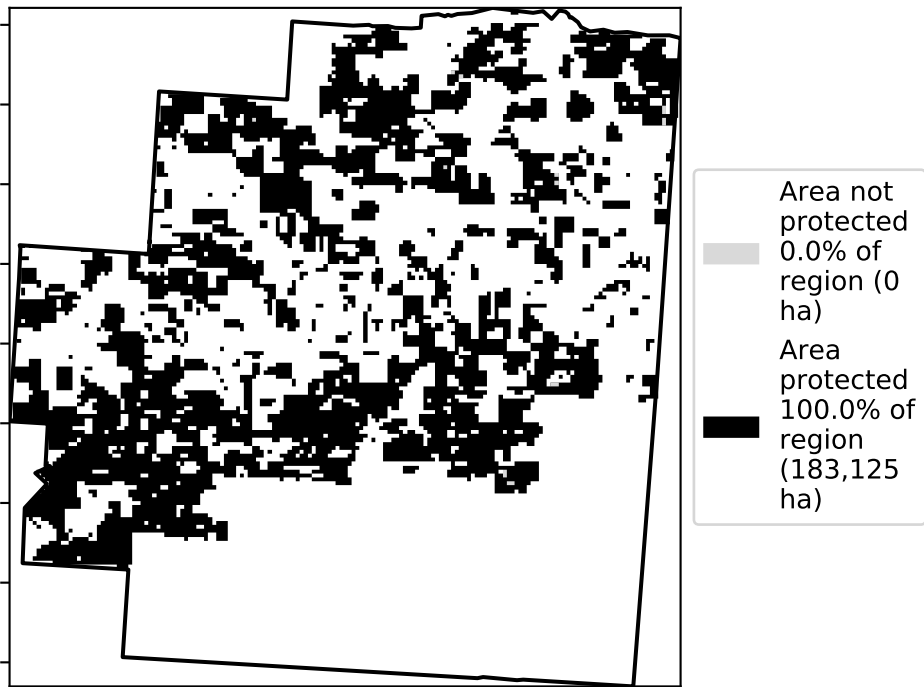 Area not
protected
0.0% of
region (0
ha)
Area
protected
100.0% of
region
(183,125
ha)